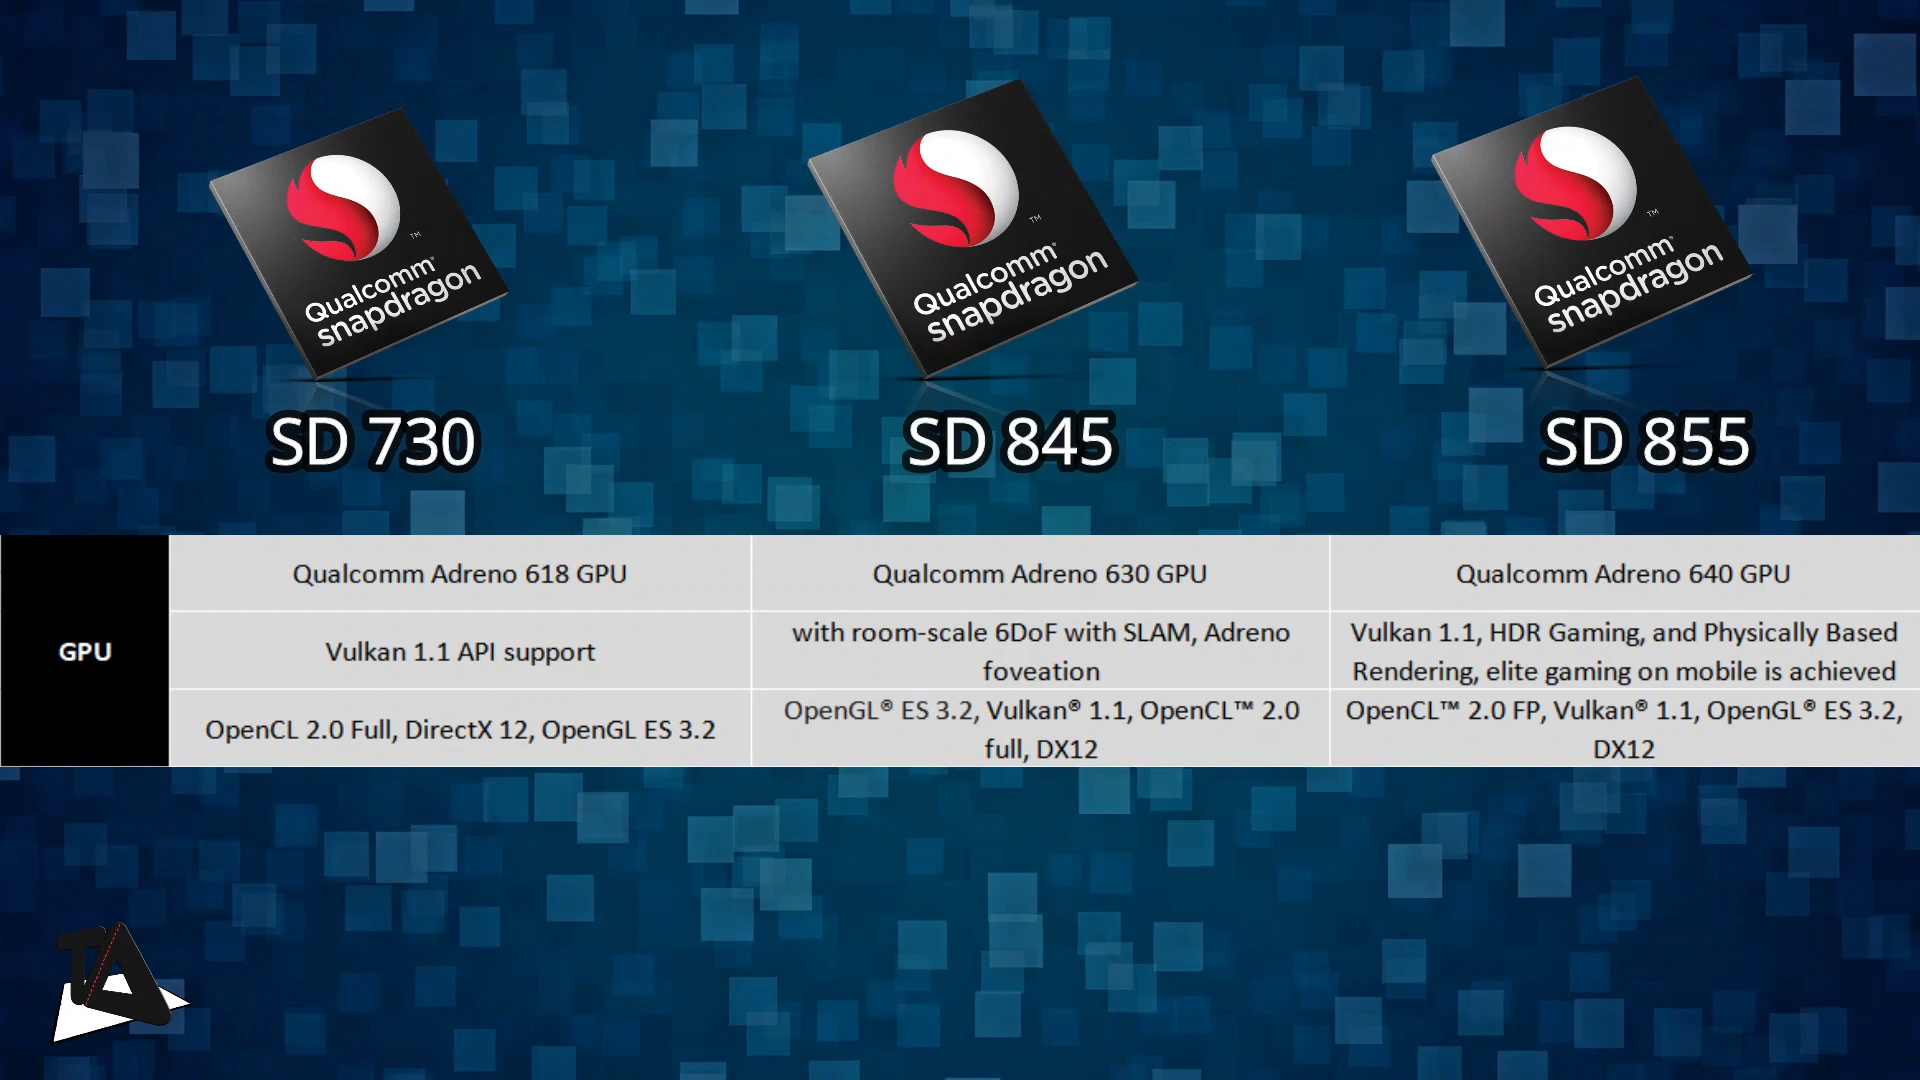 Qualcomm®
snapdragon ™
Qualcomm®
snapdragon ™
Qualcomm®
snapdragon ™
SD 730
SD 845
SD 855
GPU
Qualcomm Adreno 618 GPU
Qualcomm Adreno 630 GPU
Qualcomm Adreno 640 GPU
Vulkan 1.1 API support
with room-scale 6DoF with SLAM, Adreno
foveation
Vulkan 1.1, HDR Gaming, and Physically Based
Rendering, elite gaming on mobile is achieved
OpenCL 2.0 Full, DirectX 12, OpenGL ES 3.2
OpenGL® ES 3.2, Vulkan® 1.1, OpenCL™ 2.0
full, DX12
OpenCL™ 2.0 FP, Vulkan® 1.1, OpenGL® ES 3.2,
DX12
TA